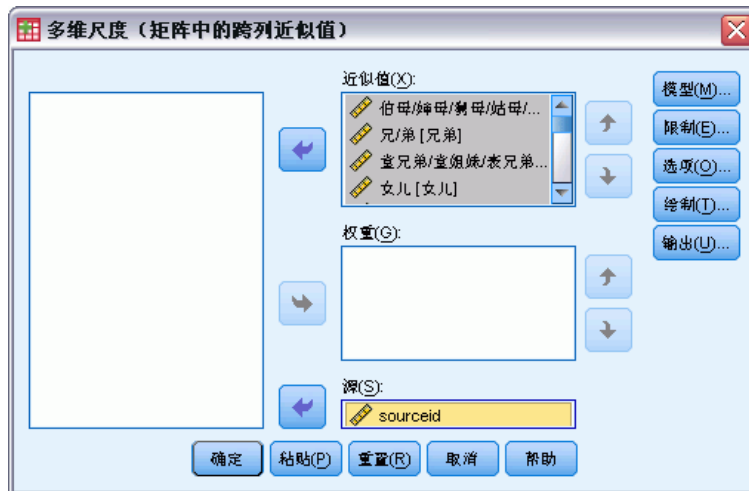 多维尺度（矩阵中的跨列近似值）
近似值(X):
伯母/婶母/舅母/姑母/...
兄/弟 [兄弟]
堂兄弟/堂姐妹/表兄弟...
女儿 [女儿]
权重(G):
源(S):
sourceid
模型(M)...
限制(E)...
选项(O)...
绘制(T)...
输出(U)...
确定
粘贴(P)
重置(R)
取消
帮助